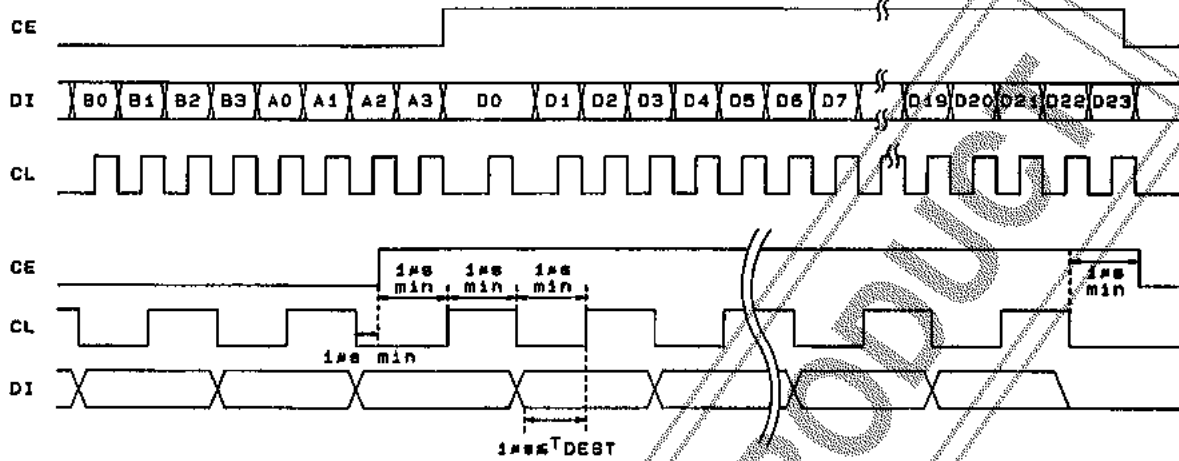 CE
DI B0 B1 B2 B3 A0 A1 A2 A3 D0 D1 D2 D3 D4 D5 D6 D7 D19 D20 D21 D22 D23
CL
CE 1μs min 1μs min 1μs min 1μs min
CL
1μs min
DI
1μs≤TDEST
ODUCT